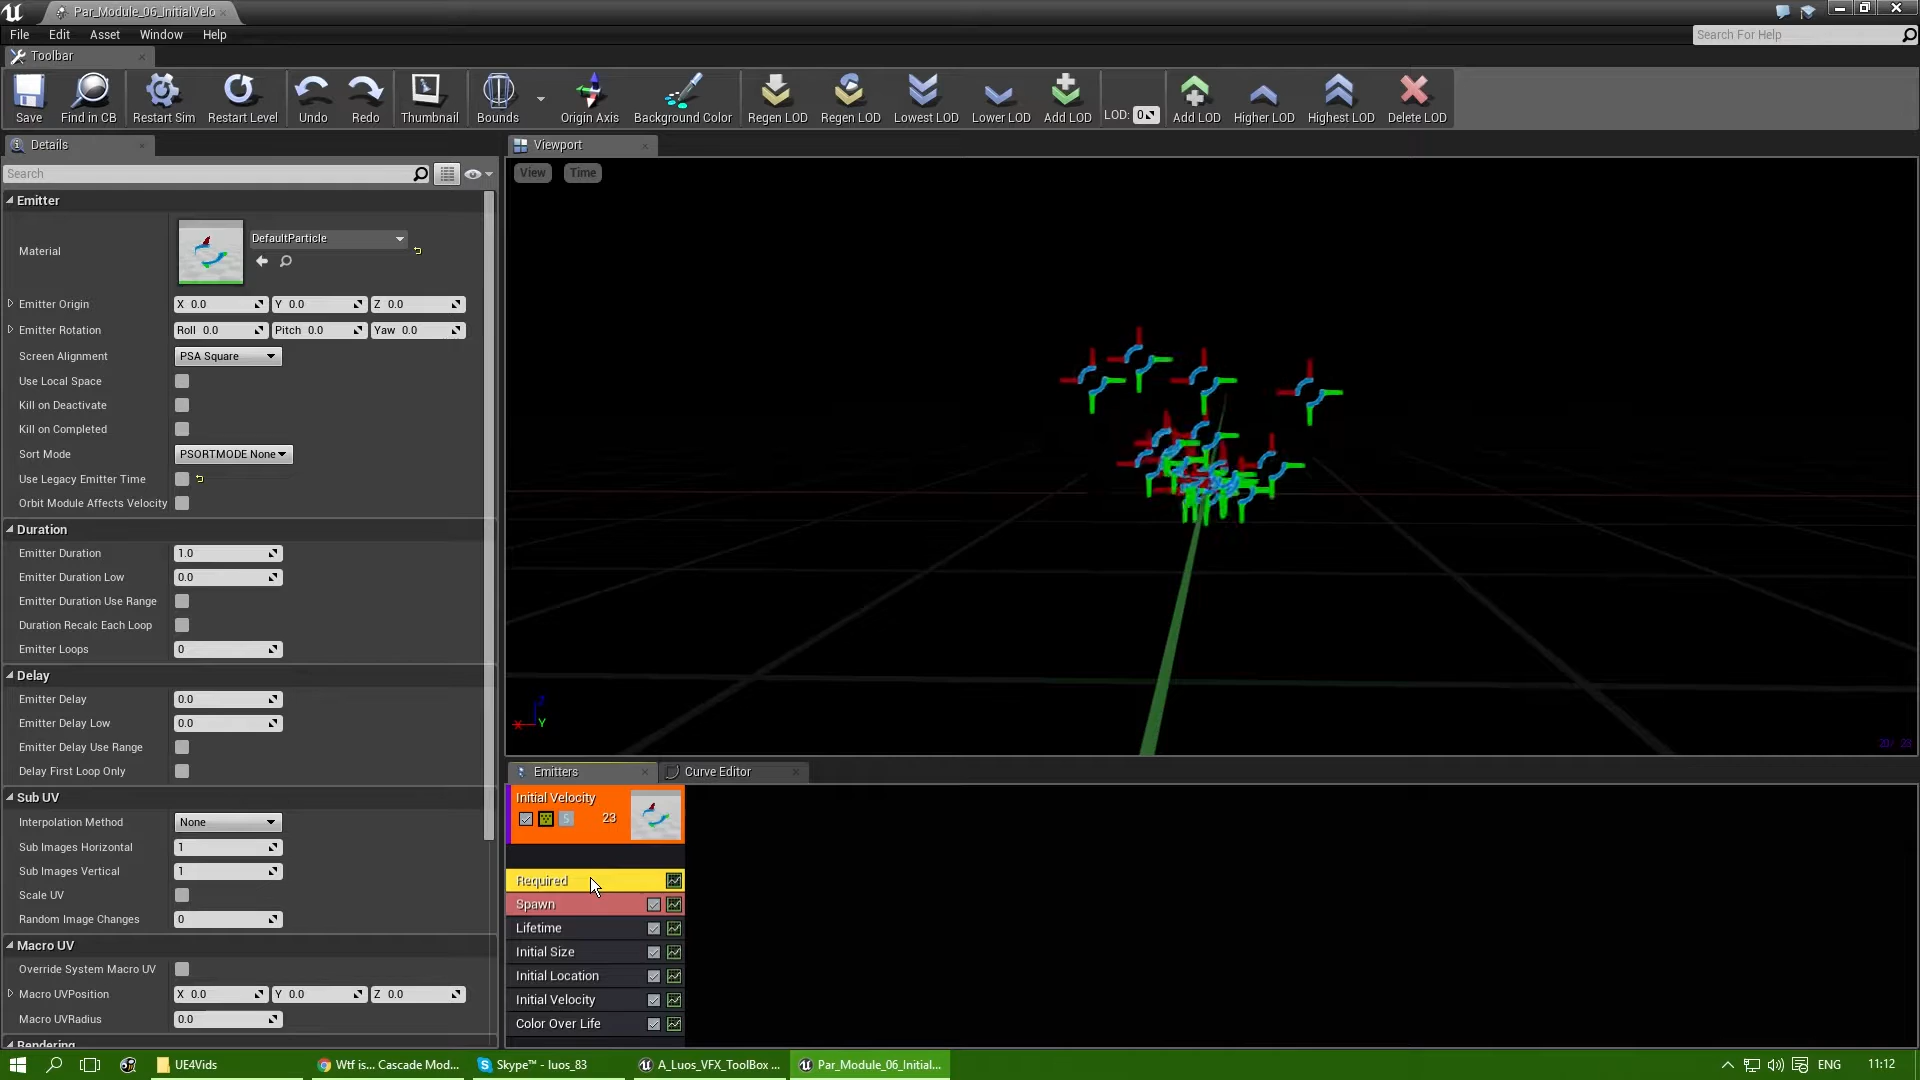 Par_Module_06_InitialVelo
File Edit Asset Window Help
Search For Help
Toolbar
Save Find in CB Restart Sim Restart Level Undo Redo Thumbnail Bounds Origin Axis Background Color Regen LOD Regen LOD Lowest LOD Lower LOD Add LOD LOD: 0 Add LOD Higher LOD Highest LOD Delete LOD
Details
Search
Emitter
Material DefaultParticle
Emitter Origin X 0.0 Y 0.0 Z 0.0
Emitter Rotation Roll 0.0 Pitch 0.0 Yaw 0.0
Screen Alignment PSA Square
Use Local Space
Kill on Deactivate
Kill on Completed
Sort Mode PSORTMODE None
Use Legacy Emitter Time
Orbit Module Affects Velocity
Duration
Emitter Duration 1.0
Emitter Duration Low 0.0
Emitter Duration Use Range
Duration Recalc Each Loop
Emitter Loops 0
Delay
Emitter Delay 0.0
Emitter Delay Low 0.0
Emitter Delay Use Range
Delay First Loop Only
Sub UV
Interpolation Method None
Sub Images Horizontal 1
Sub Images Vertical 1
Scale UV
Random Image Changes 0
Macro UV
Override System Macro UV
Macro UVPosition X 0.0 Y 0.0 Z 0.0
Macro UVRadius 0.0
Rendering
Viewport
View Time
X Y
Emitters Curve Editor
Initial Velocity
S 23
Required
Spawn
Lifetime
Initial Size
Initial Location
Initial Velocity
Color Over Life
UE4Vids Wtf is... Cascade Mod... Skype™ - luos_83 A_Luos_VFX_ToolBox ... Par_Module_06_Initial... ENG 11:12